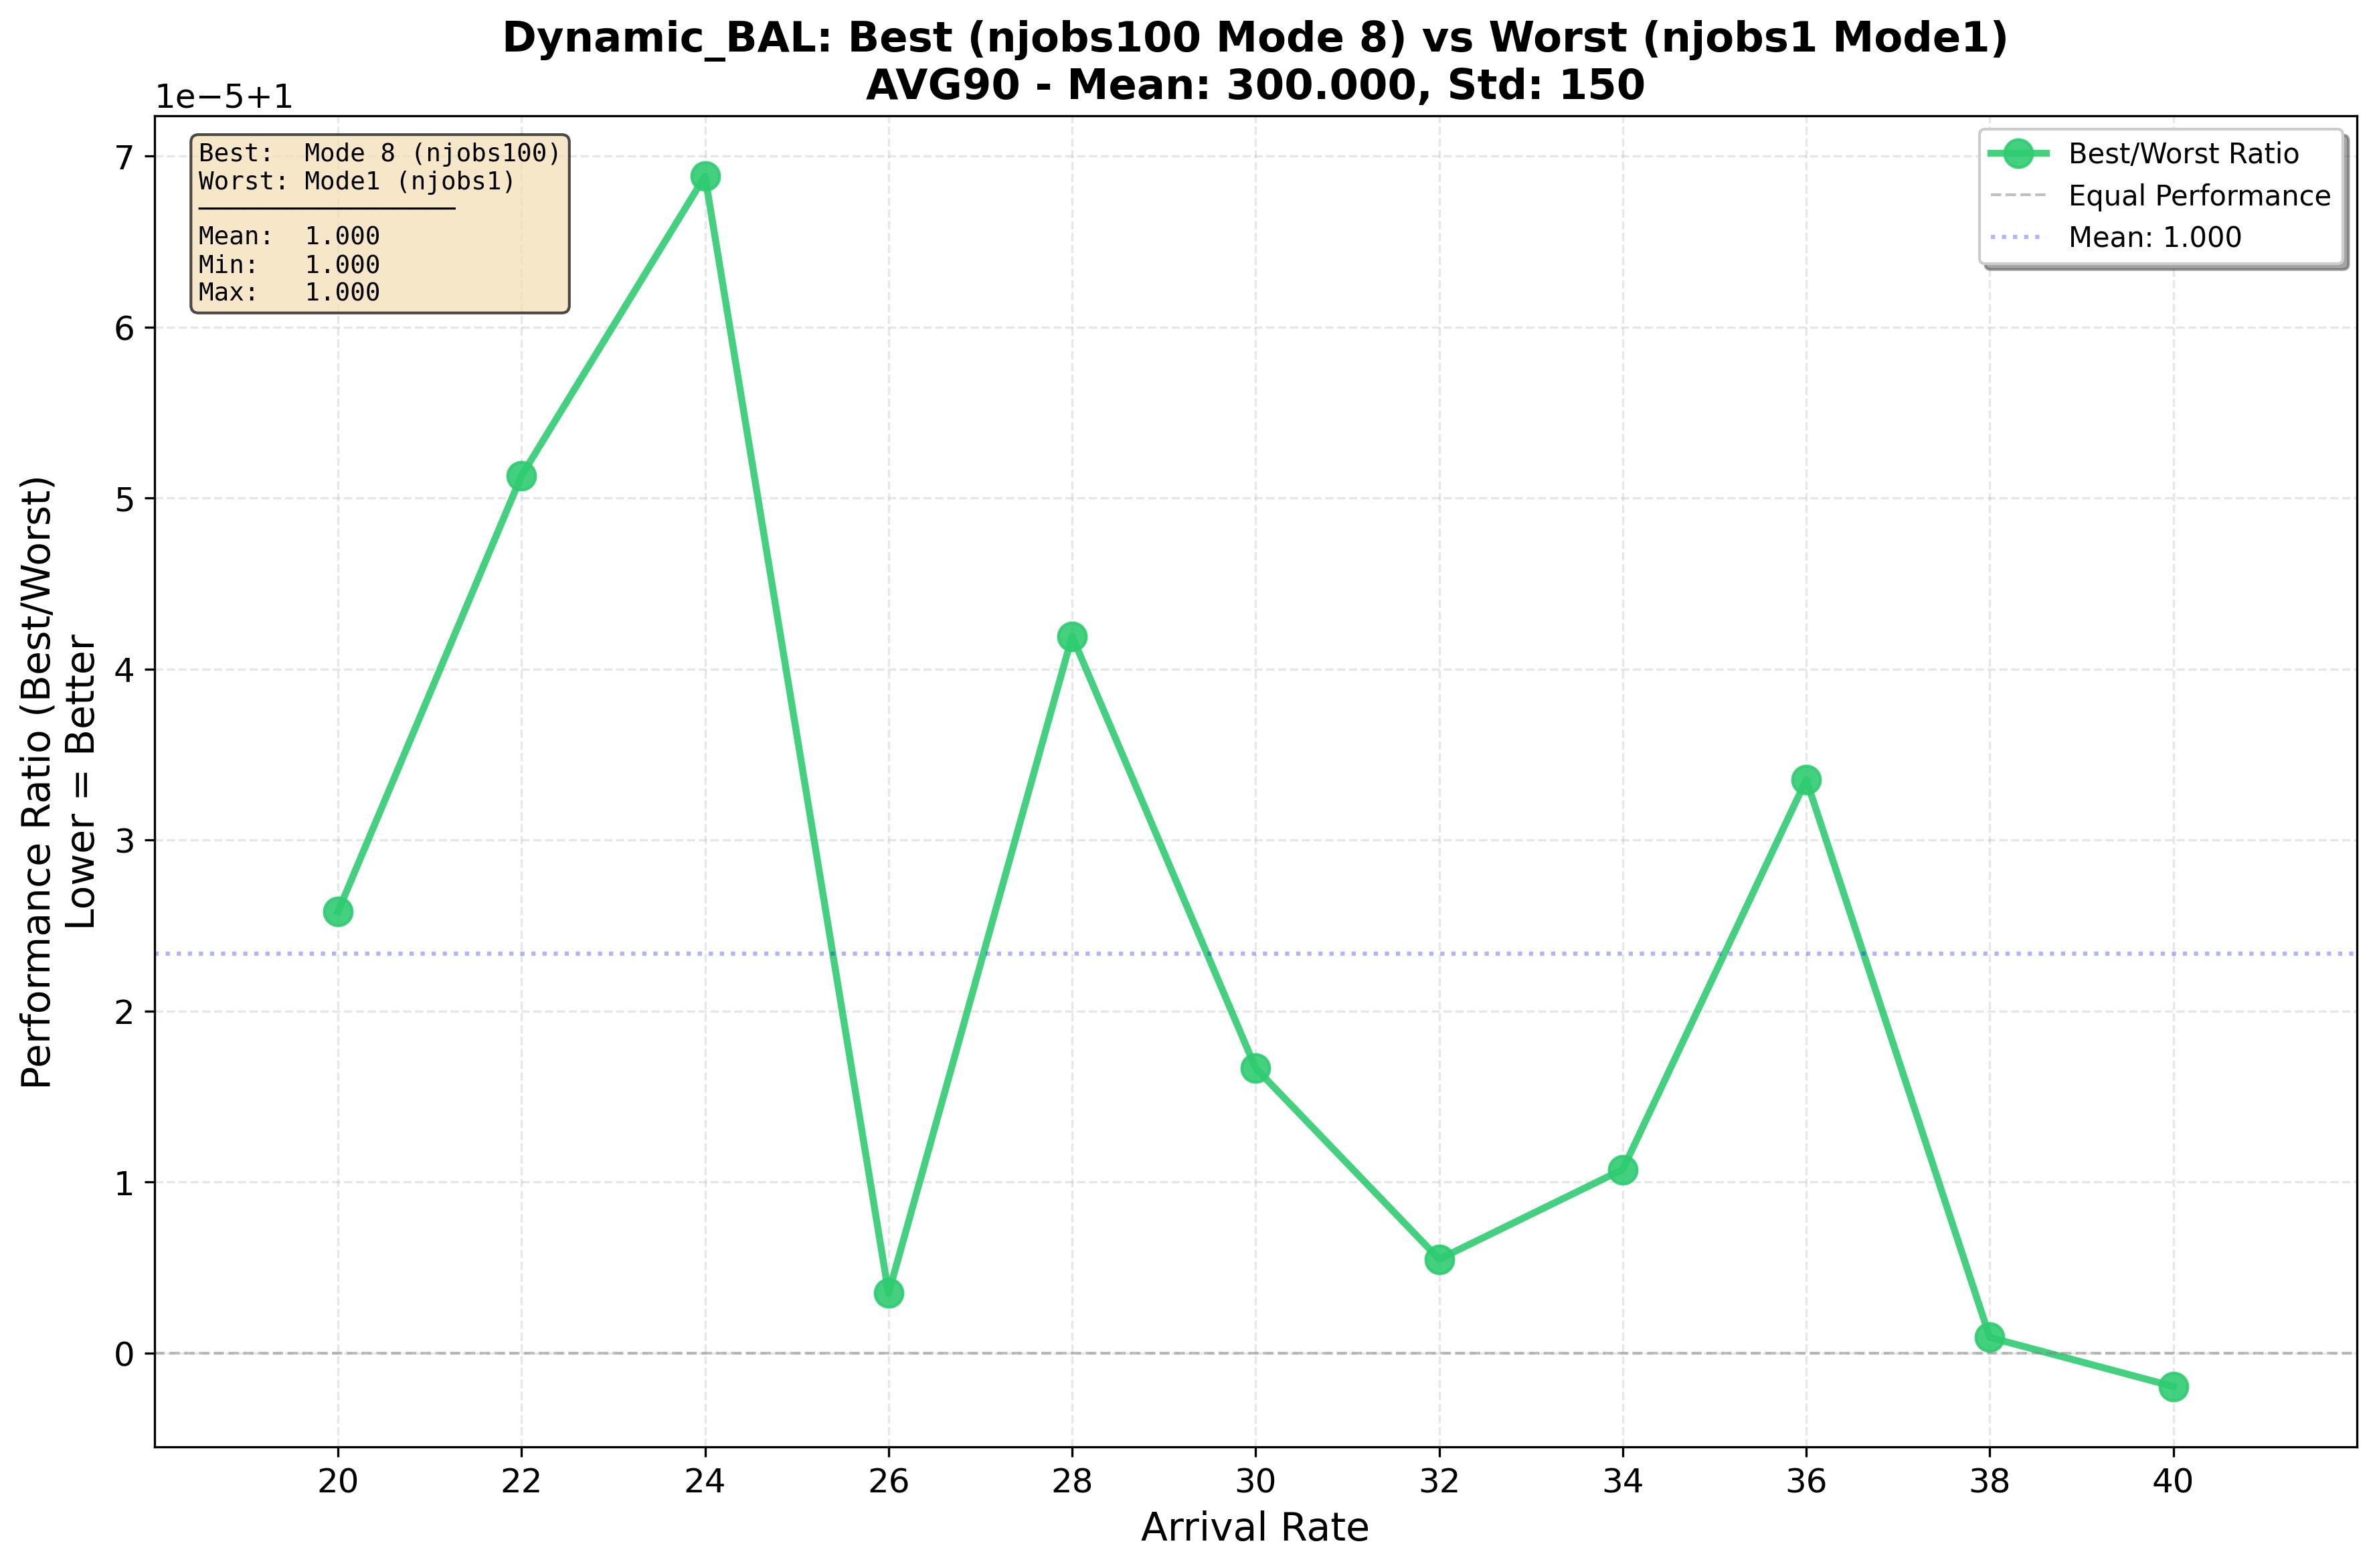 Dynamic_BAL: Best (njobs100 Mode 8) vs Worst (njobs1 Mode1)
AVG90 - Mean: 300.000, Std: 150
1e−5+1
Best:  Mode 8 (njobs100)
Worst: Mode1 (njobs1)
Mean:  1.000
Min:   1.000
Max:   1.000
Best/Worst Ratio
Equal Performance
Mean: 1.000
7
6
5
4
3
2
1
0
Performance Ratio (Best/Worst)
Lower = Better
20 22 24 26 28 30 32 34 36 38 40
Arrival Rate